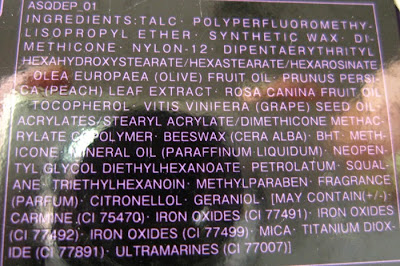 ASQDEP_01
INGREDIENTS:TALC· POLYPERFLUOROMETHY-
LISOPROPYL ETHER· SYNTHETIC WAX· DI-
METHICONE· NYLON-12· DIPENTAERYTHRITYL
HEXAHYDROXYSTEARATE/HEXASTEARATE/HEXAROSINATE
· OLEA EUROPAEA (OLIVE) FRUIT OIL· PRUNUS PERSI-
CA (PEACH) LEAF EXTRACT· ROSA CANINA FRUIT OIL
· TOCOPHEROL· VITIS VINIFERA (GRAPE) SEED OIL·
ACRYLATES/STEARYL ACRYLATE/DIMETHICONE METHAC-
RYLATE COPOLYMER· BEESWAX (CERA ALBA)· BHT· METH-
ICONE· MINERAL OIL (PARAFFINUM LIQUIDUM)· NEOPEN-
TYL GLYCOL DIETHYLHEXANOATE· PETROLATUM· SQUAL-
ANE· TRIETHYLHEXANOIN· METHYLPARABEN· FRAGRANCE
(PARFUM)· CITRONELLOL· GERANIOL· [MAY CONTAIN(+/-)·
CARMINE (CI 75470)· IRON OXIDES (CI 77491)· IRON OXIDES
(CI 77492)· IRON OXIDES (CI 77499)· MICA· TITANIUM DIOX-
IDE (CI 77891)· ULTRAMARINES (CI 77007)]